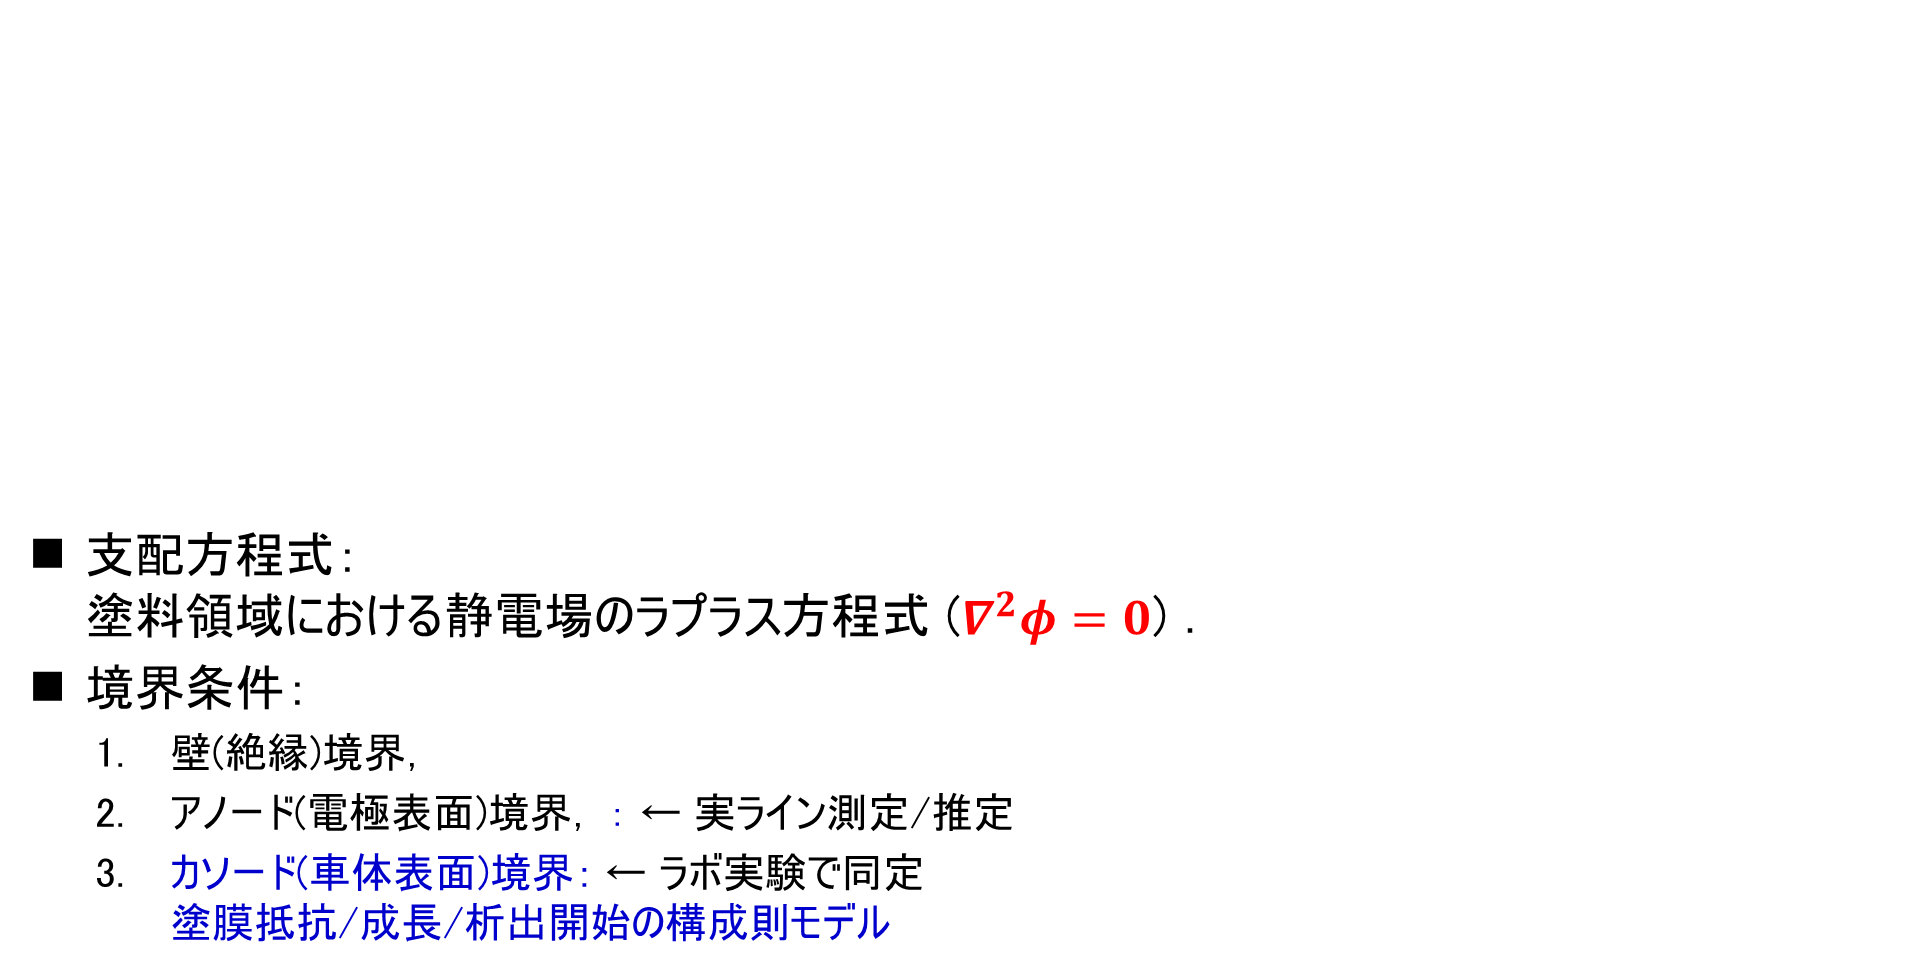 ■ 支配方程式：
塗料領域における静電場のラプラス方程式 (∇²ϕ = 0) .
■ 境界条件：
1. 壁(絶縁)境界,
2. アノード(電極表面)境界, ： ← 実ライン測定/推定
3. カソード(車体表面)境界： ← ラボ実験で同定
塗膜抵抗/成長/析出開始の構成則モデル